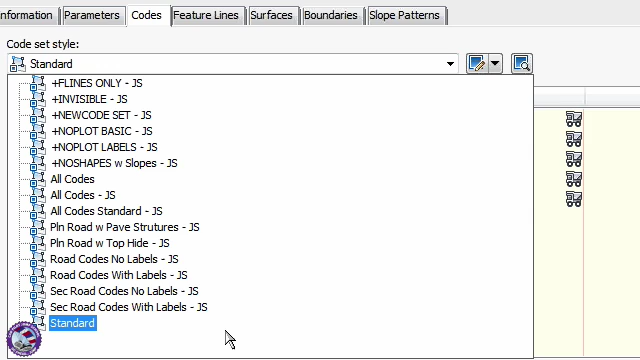 Information Parameters Codes Feature Lines Surfaces Boundaries Slope Patterns
Code set style:
Standard
+FLINES ONLY - JS
+INVISIBLE - JS
+NEWCODE SET - JS
+NOPLOT BASIC - JS
+NOPLOT LABELS - JS
+NOSHAPES w Slopes - JS
All Codes
All Codes - JS
All Codes Standard - JS
Pln Road w Pave Strutures - JS
Pln Road w Top Hide - JS
Road Codes No Labels - JS
Road Codes With Labels - JS
Sec Road Codes No Labels - JS
Sec Road Codes With Labels - JS
Standard